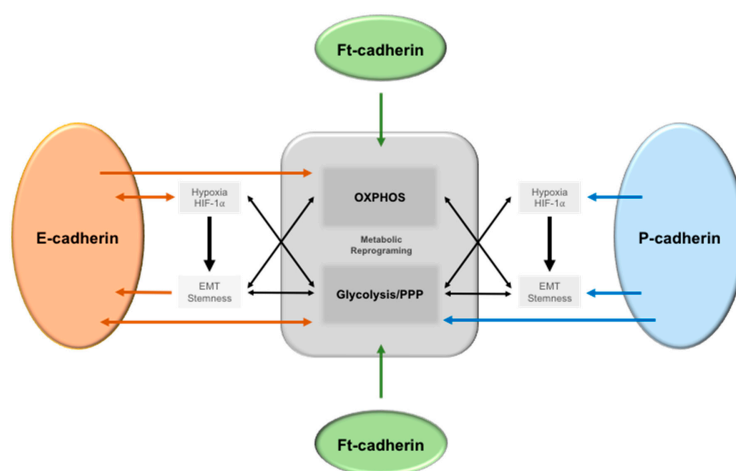 Ft-cadherin
E-cadherin
Hypoxia
HIF-1α
EMT
Stemness
OXPHOS
Metabolic
Reprograming
Glycolysis/PPP
Hypoxia
HIF-1α
EMT
Stemness
P-cadherin
Ft-cadherin